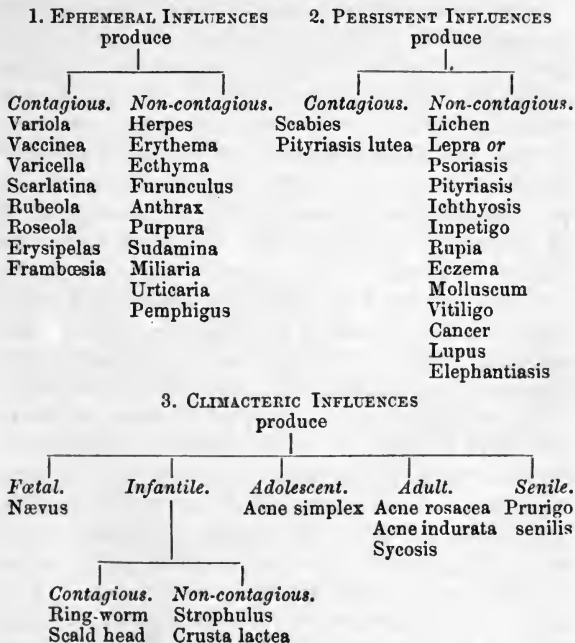 1. EPHEMERAL INFLUENCES
produce
Contagious.
Variola
Vaccinea
Varicella
Scarlatina
Rubeola
Roseola
Erysipelas
Frambœsia
Non-contagious.
Herpes
Erythema
Ecthyma
Furunculus
Anthrax
Purpura
Sudamina
Miliaria
Urticaria
Pemphigus
2. PERSISTENT INFLUENCES
produce
Contagious.
Scabies
Pityriasis lutea
Non-contagious.
Lichen
Lepra or
Psoriasis
Pityriasis
Ichthyosis
Impetigo
Rupia
Eczema
Molluscum
Vitiligo
Cancer
Lupus
Elephantiasis
3. CLIMACTERIC INFLUENCES
produce
Fœtal.
Nævus
Infantile.
Contagious.
Ring-worm
Scald head
Non-contagious.
Strophulus
Crusta lactea
Adolescent.
Acne simplex
Adult.
Acne rosacea
Acne indurata
Sycosis
Senile.
Prurigo
senilis